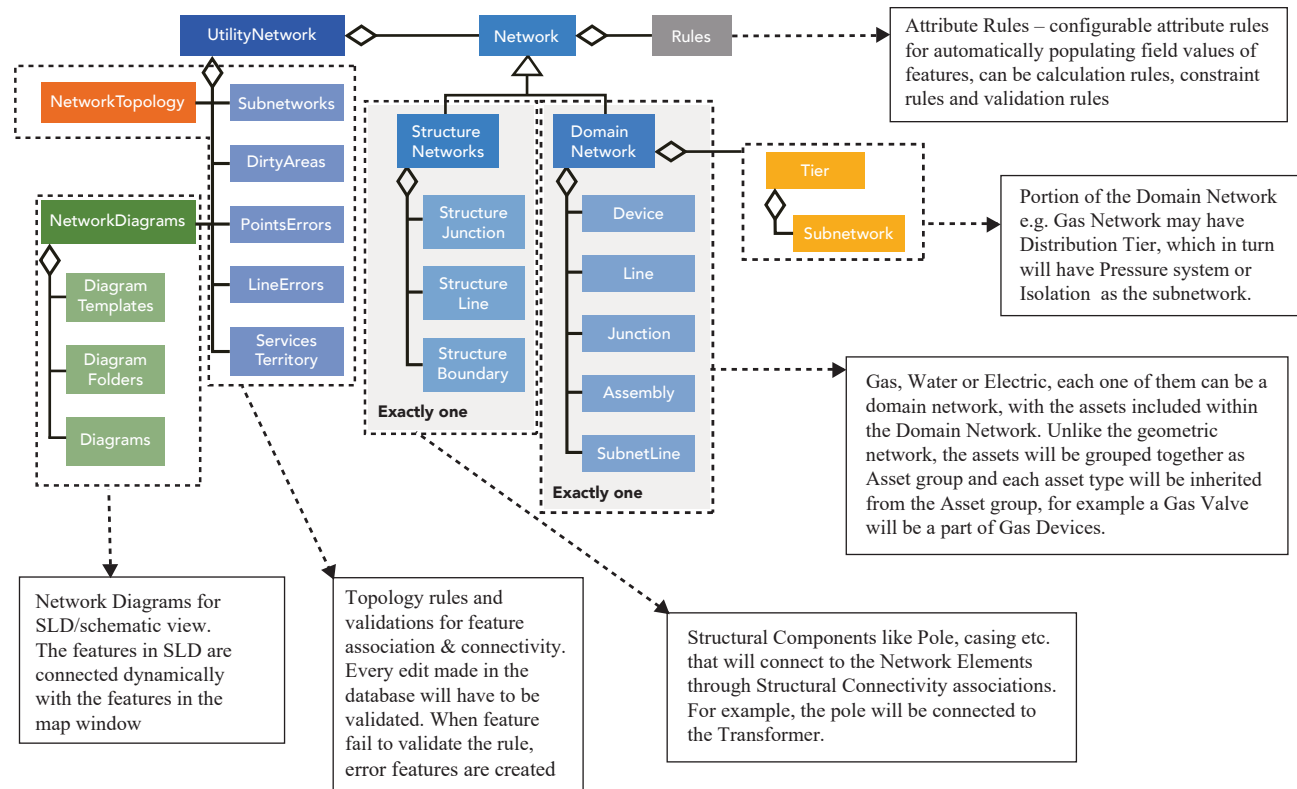 UtilityNetwork
Network
Rules
Attribute Rules – configurable attribute rules
for automatically populating field values of
features, can be calculation rules, constraint
rules and validation rules
NetworkTopology
Subnetworks
DirtyAreas
PointsErrors
LineErrors
Services
Territory
NetworkDiagrams
Diagram
Templates
Diagram
Folders
Diagrams
Structure
Networks
Structure
Junction
Structure
Line
Structure
Boundary
Exactly one
Domain
Network
Device
Line
Junction
Assembly
SubnetLine
Exactly one
Tier
Subnetwork
Portion of the Domain Network
e.g. Gas Network may have
Distribution Tier, which in turn
will have Pressure system or
Isolation as the subnetwork.
Gas, Water or Electric, each one of them can be a
domain network, with the assets included within
the Domain Network. Unlike the geometric
network, the assets will be grouped together as
Asset group and each asset type will be inherited
from the Asset group, for example a Gas Valve
will be a part of Gas Devices.
Network Diagrams for
SLD/schematic view.
The features in SLD are
connected dynamically
with the features in the
map window
Topology rules and
validations for feature
association & connectivity.
Every edit made in the
database will have to be
validated. When feature
fail to validate the rule,
error features are created
Structural Components like Pole, casing etc.
that will connect to the Network Elements
through Structural Connectivity associations.
For example, the pole will be connected to
the Transformer.